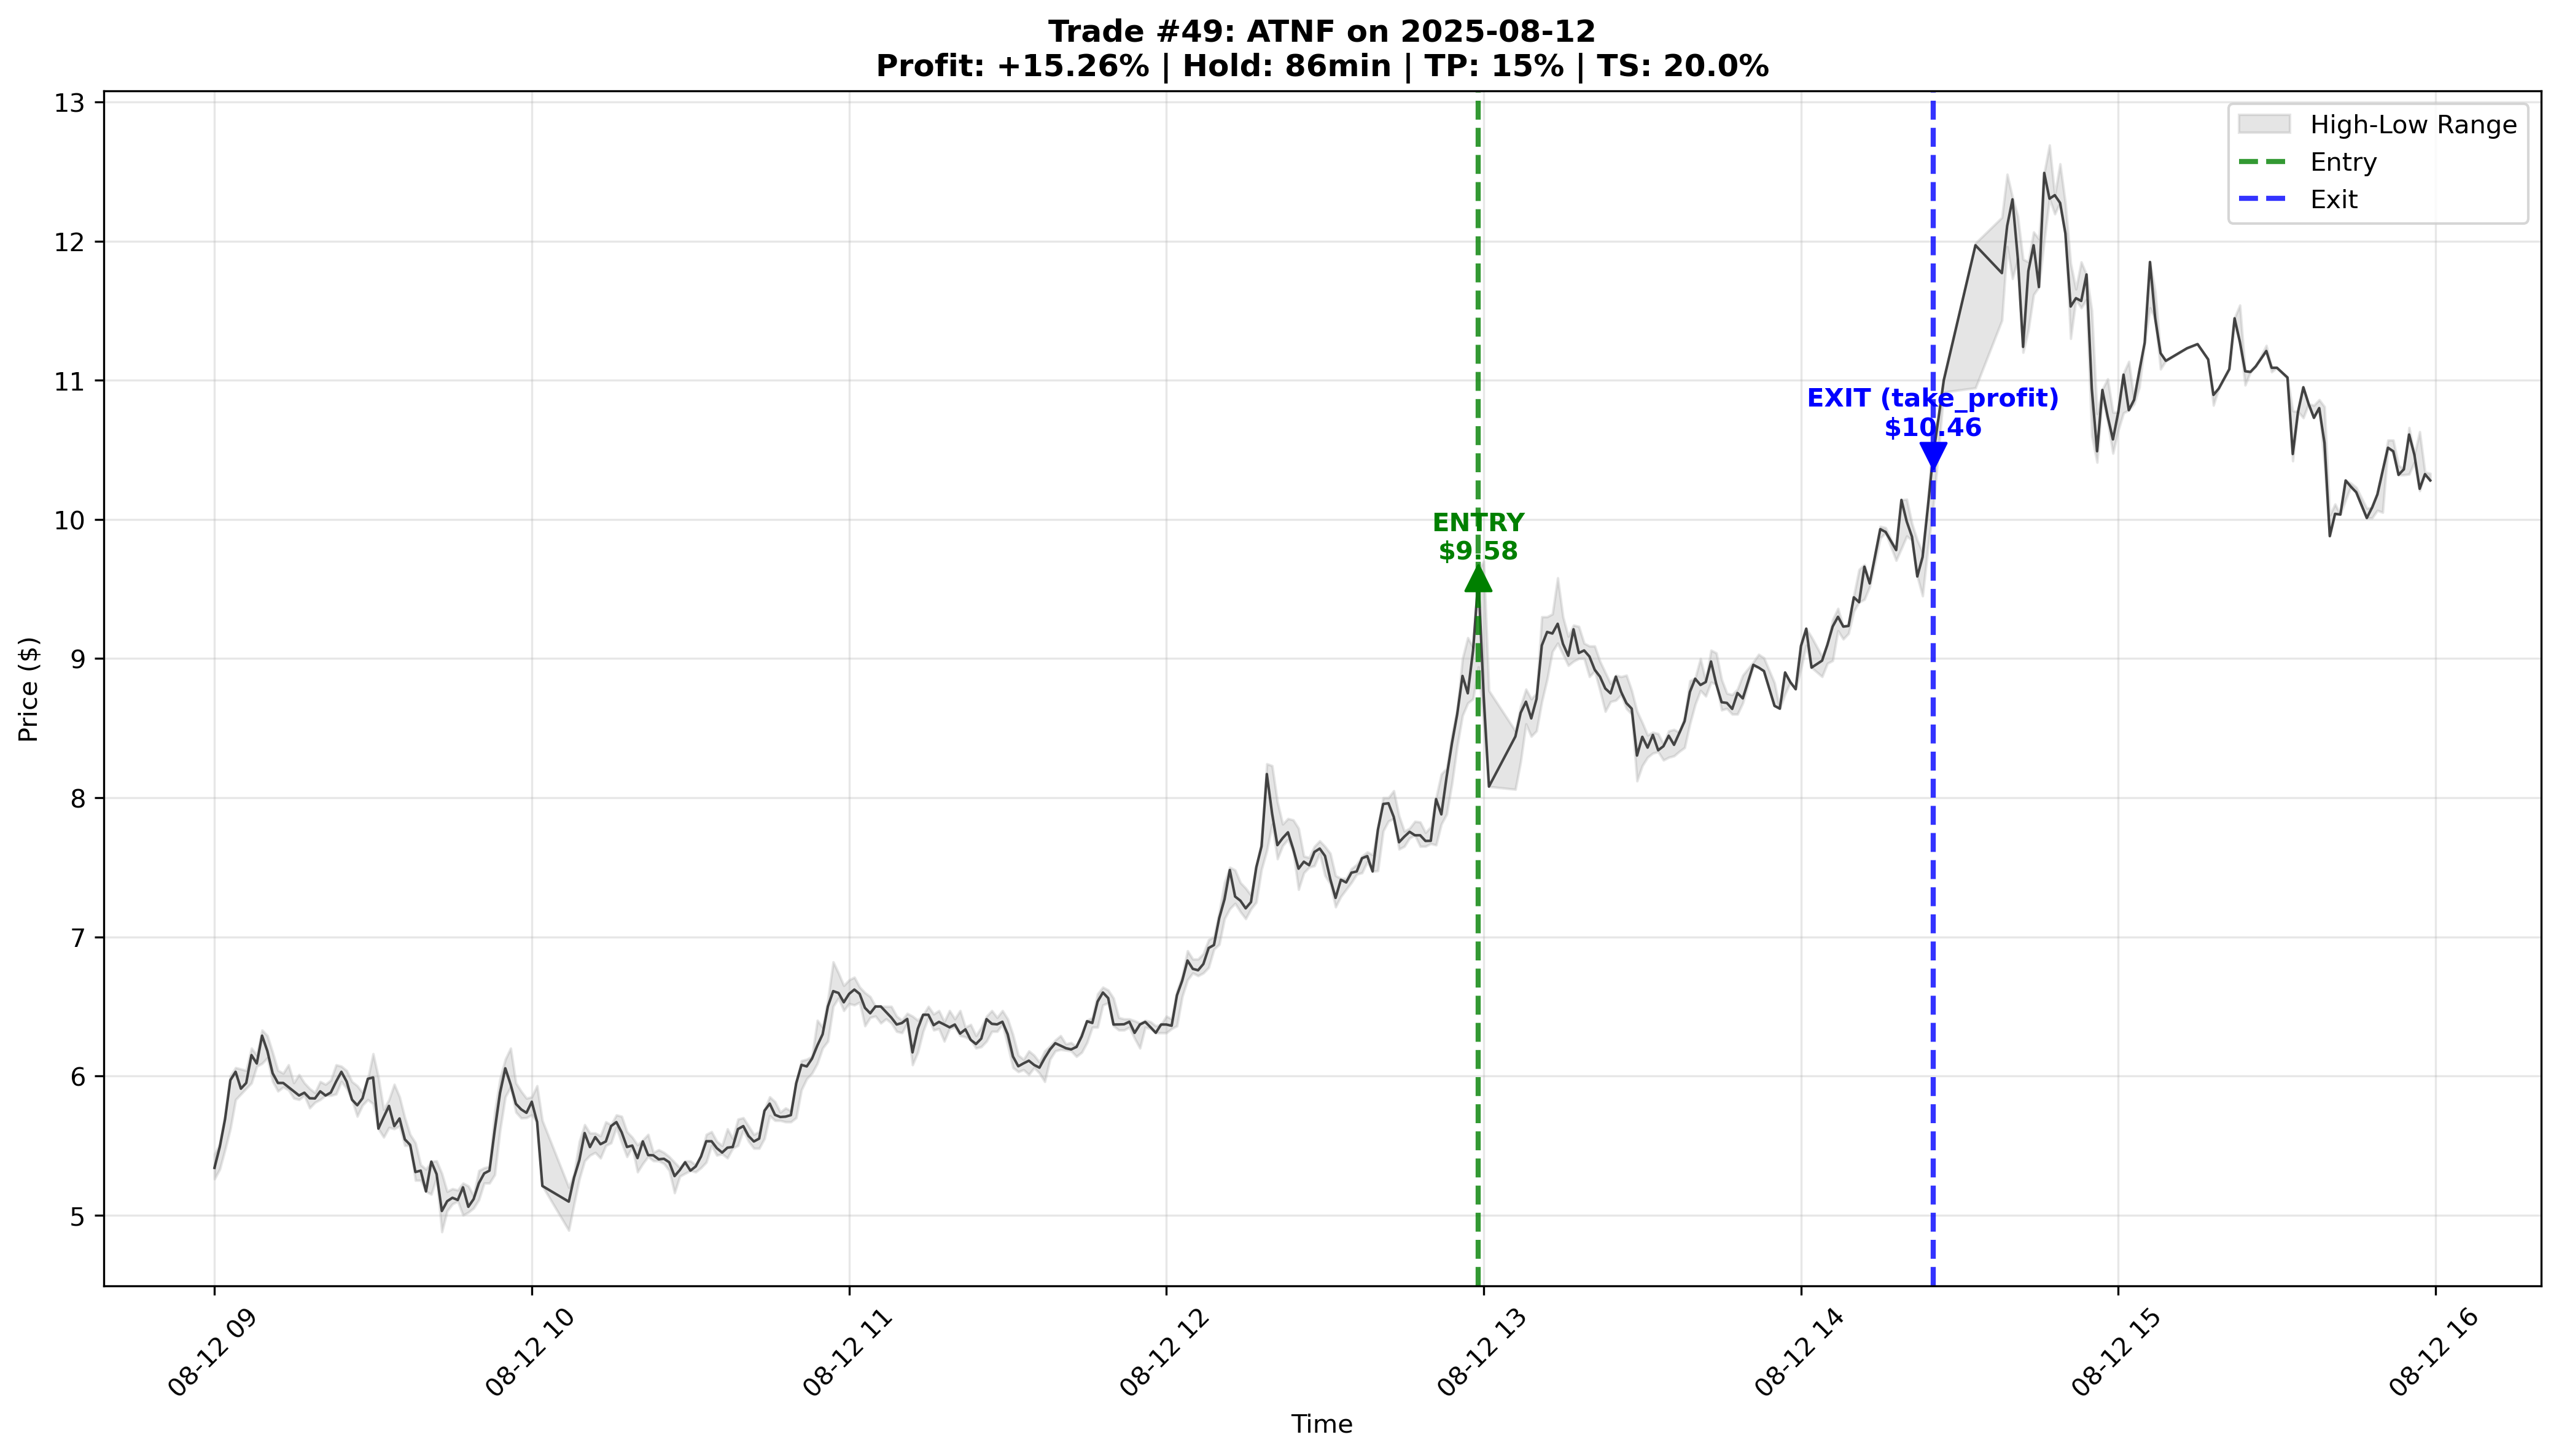 Trade #49: ATNF on 2025-08-12
Profit: +15.26% | Hold: 86min | TP: 15% | TS: 20.0%
High-Low Range
Entry
Exit
EXIT (take_profit)
$10.46
ENTRY
$9.58
Price ($)
13
12
11
10
9
8
7
6
5
08-12 09
08-12 10
08-12 11
08-12 12
08-12 13
08-12 14
08-12 15
08-12 16
Time